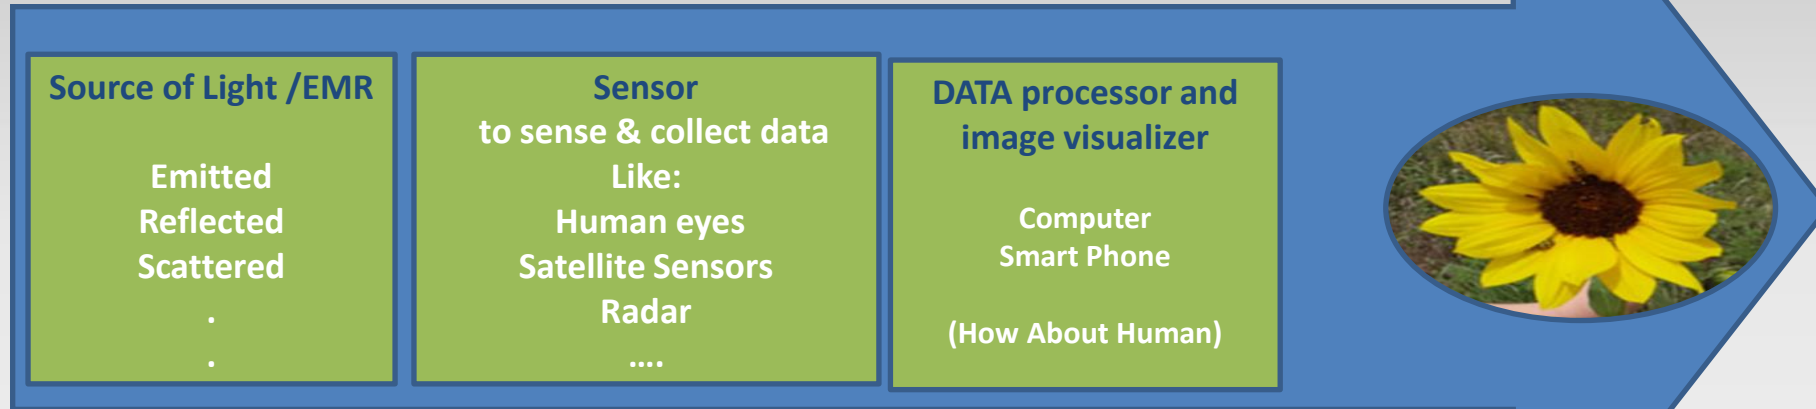 Source of Light /EMR
Emitted
Reflected
Scattered
.
.
Sensor
to sense & collect data
Like:
Human eyes
Satellite Sensors
Radar
....
DATA processor and
image visualizer
Computer
Smart Phone
(How About Human)